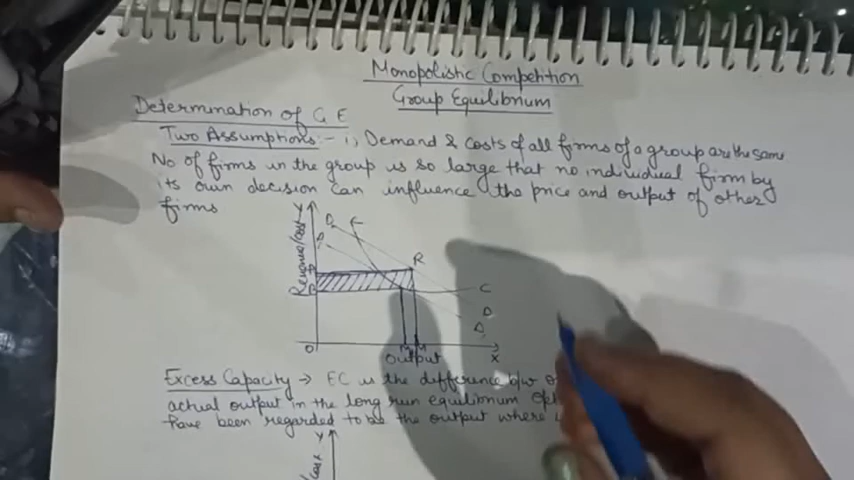 Monopolistic Competition
Group Equilibrium
Determination of G E
Two Assumptions:- i, Demand & costs of all firms of a group are the same
No of firms in the group is so large that no individual firm by
its own decision can influence the price and output of other
firms
Y
D
C
Revenue/Cost
R
P
C
D
D
O
M
X
Output
Excess Capacity → EC is the difference b/w
actual output in the long run equilibrium
have been regarded to be the output where
Y